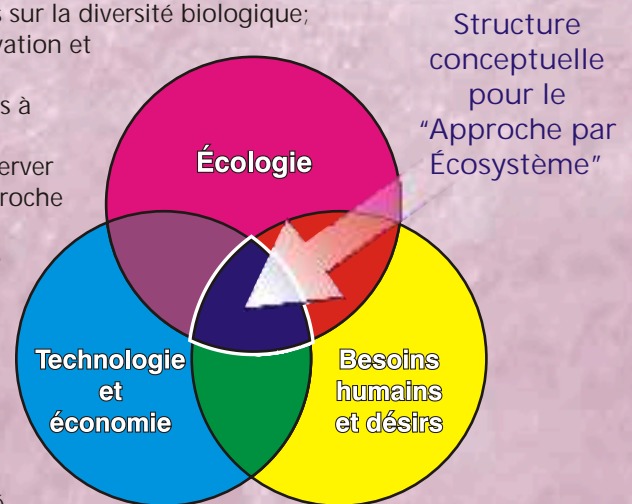 s sur la diversité biologique;
vation et
s à
server
roche
Structure
conceptuelle
pour le
“Approche par
Écosystème”
Écologie
Technologie
et
économie
Besoins
humains
et désirs